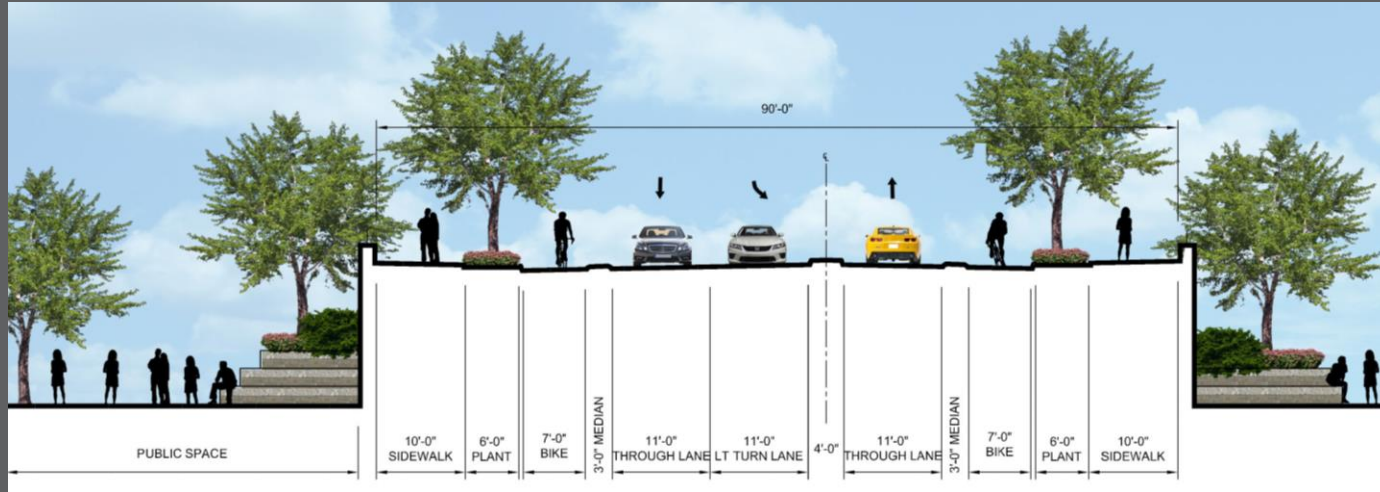 90'-0"
℄
PUBLIC SPACE
10'-0"
SIDEWALK
6'-0"
PLANT
7'-0"
BIKE
3'-0" MEDIAN
11'-0"
THROUGH LANE
11'-0"
LT TURN LANE
4'-0"
11'-0"
THROUGH LANE
3'-0" MEDIAN
7'-0"
BIKE
6'-0"
PLANT
10'-0"
SIDEWALK